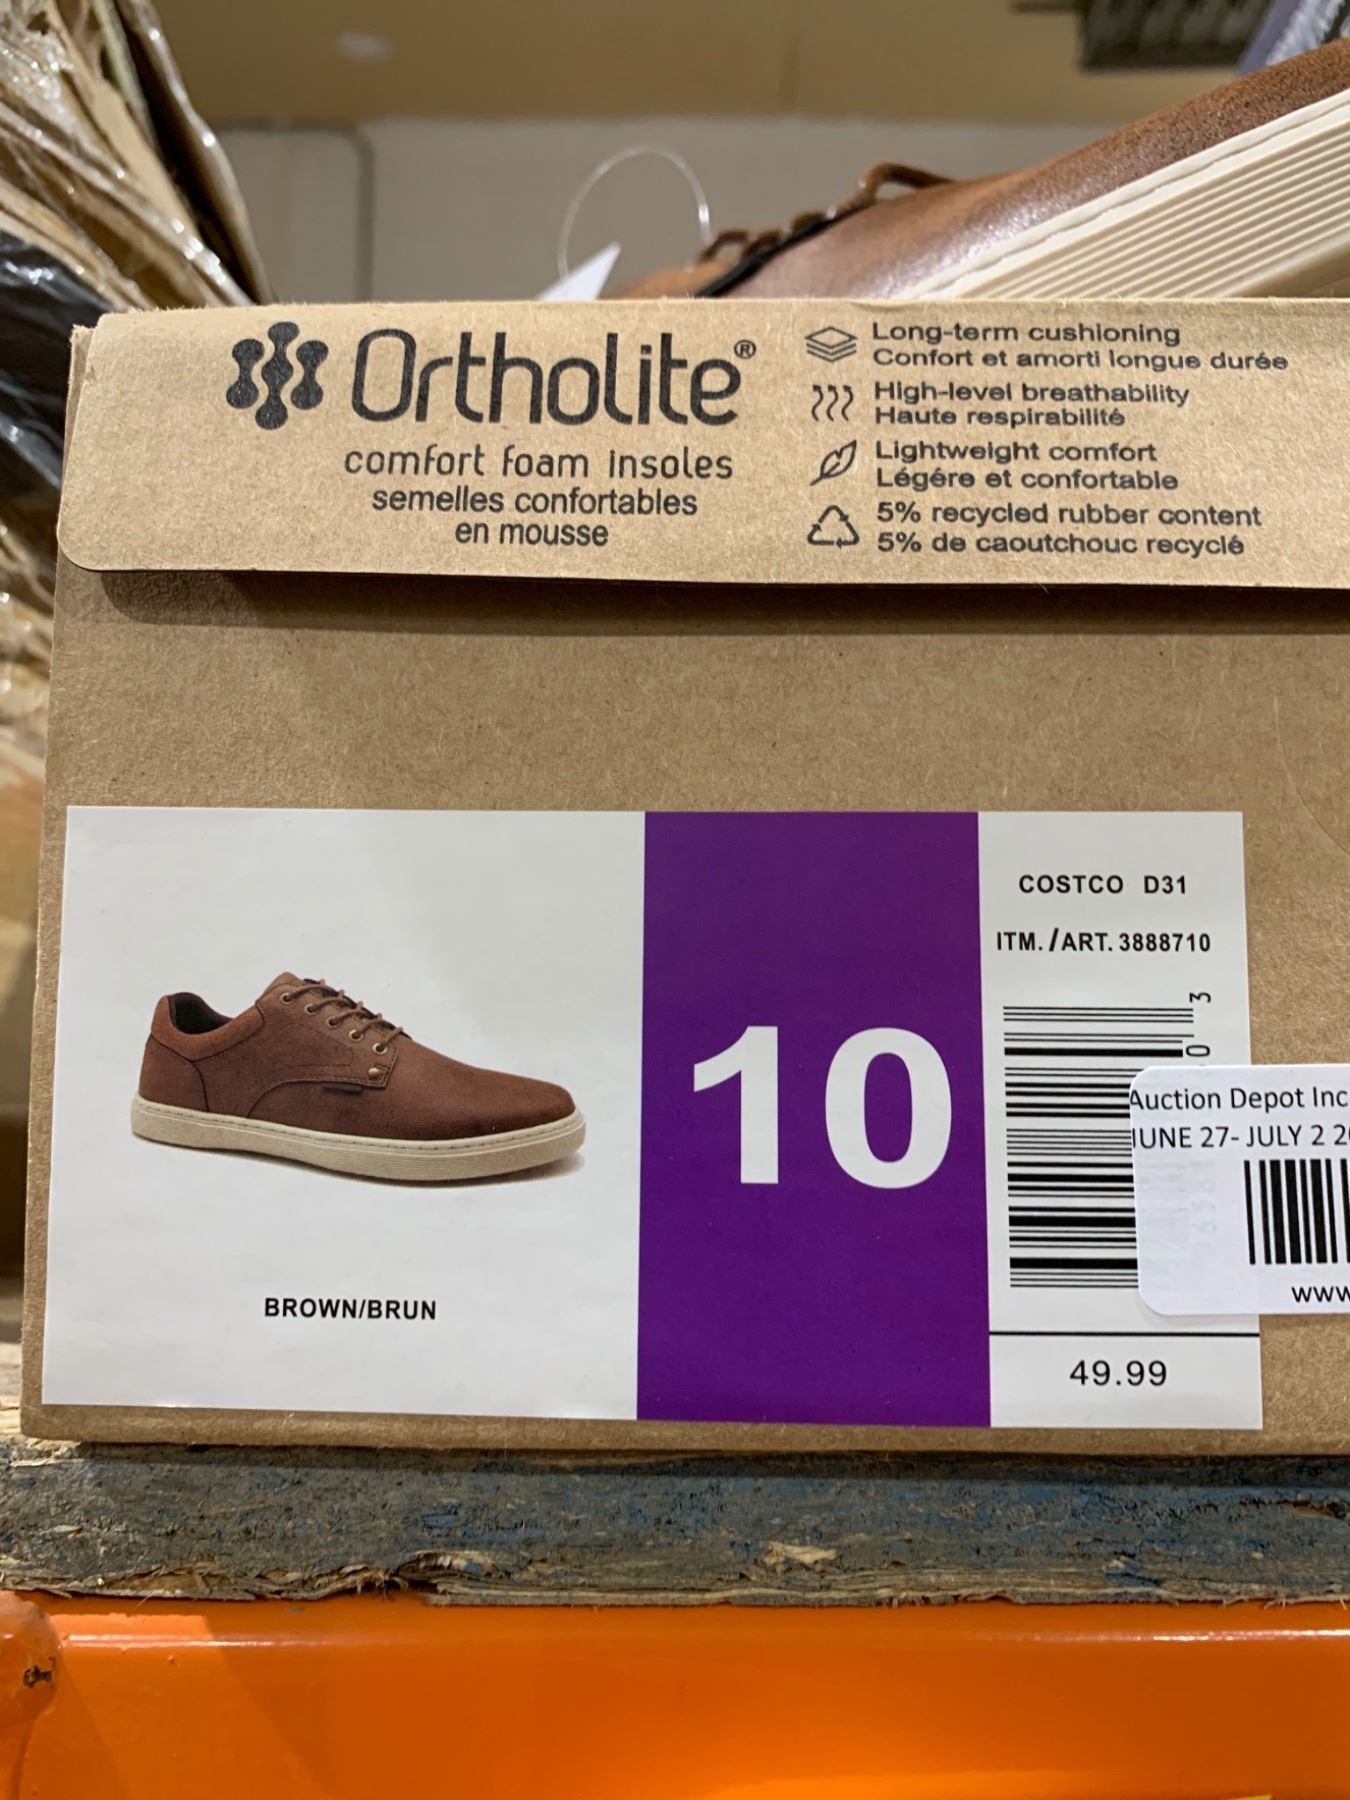 Ortholite®
comfort foam insoles
semelles confortables
en mousse
Long-term cushioning
Confort et amorti longue durée
High-level breathability
Haute respirabilité
Lightweight comfort
Légére et confortable
5% recycled rubber content
5% de caoutchouc recyclé
BROWN/BRUN
10
COSTCO D31
ITM./ART. 3888710
49.99
Auction Depot Inc
JUNE 27- JULY 2
www